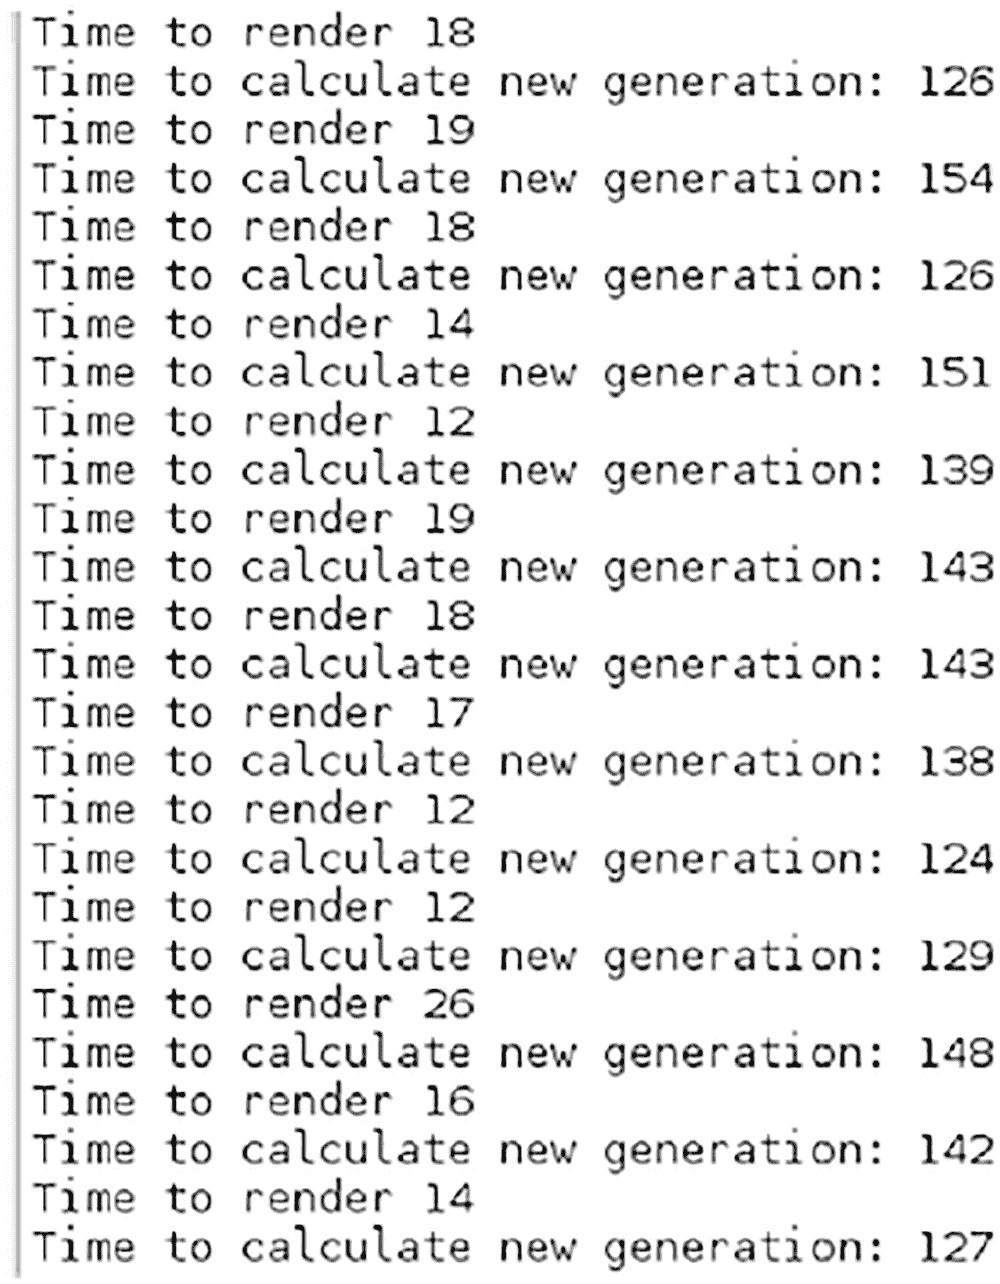 Time to render 18
Time to calculate new generation: 126
Time to render 19
Time to calculate new generation: 154
Time to render 18
Time to calculate new generation: 126
Time to render 14
Time to calculate new generation: 151
Time to render 12
Time to calculate new generation: 139
Time to render 19
Time to calculate new generation: 143
Time to render 18
Time to calculate new generation: 143
Time to render 17
Time to calculate new generation: 138
Time to render 12
Time to calculate new generation: 124
Time to render 12
Time to calculate new generation: 129
Time to render 26
Time to calculate new generation: 148
Time to render 16
Time to calculate new generation: 142
Time to render 14
Time to calculate new generation: 127